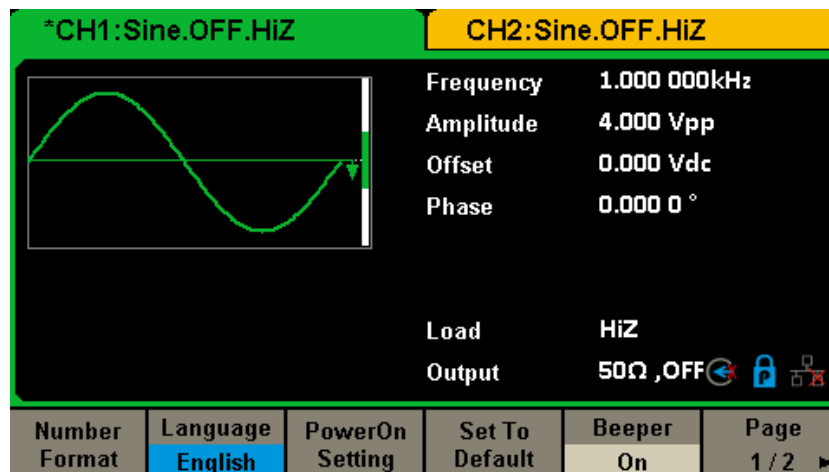 *CH1:Sine.OFF.HiZ
CH2:Sine.OFF.HiZ
Frequency 1.000 000kHz
Amplitude 4.000 Vpp
Offset 0.000 Vdc
Phase 0.000 0 °
Load HiZ
Output 50Ω ,OFF
P
Number Format
Language English
PowerOn Setting
Set To Default
Beeper On
Page 1/2 ►